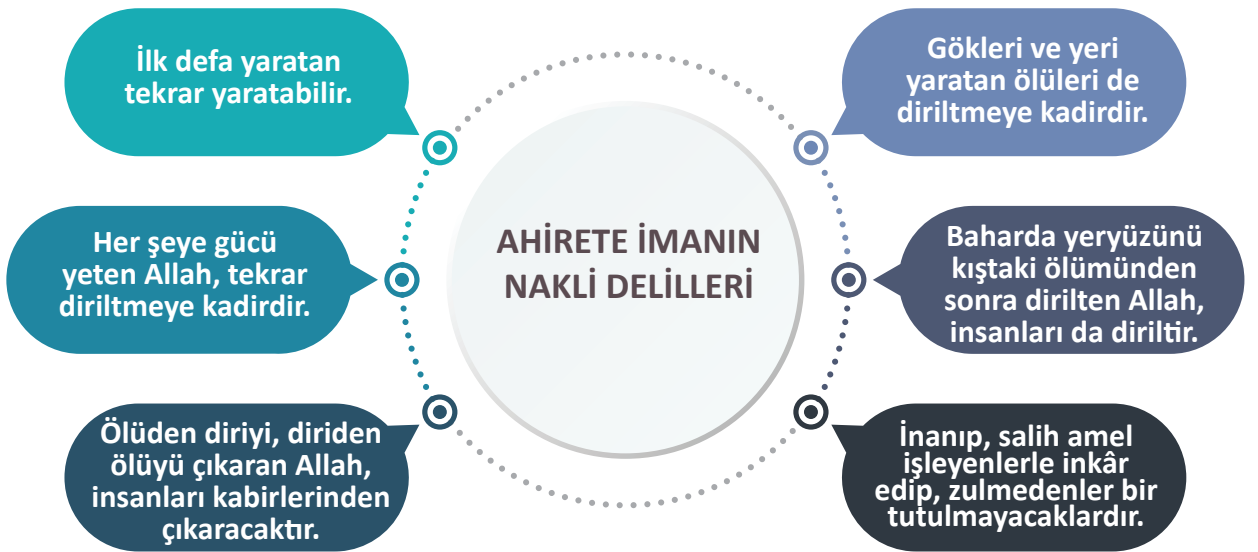 İlk defa yaratan
tekrar yaratabilir.
Her şeye gücü
yeten Allah, tekrar
diriltmeye kadirdir.
Ölüden diriyi, diriden
ölüyü çıkaran Allah,
insanları kabirlerinden
çıkaracaktır.
AHİRETE İMANIN
NAKLİ DELİLLERİ
Gökleri ve yeri
yaratan ölüleri de
diriltmeye kadirdir.
Baharda yeryüzünü
kıştaki ölümünden
sonra dirilten Allah,
insanları da diriltir.
İnanıp, salih amel
işleyenlerle inkâr
edip, zulmedenler bir
tutulmayacaklardır.